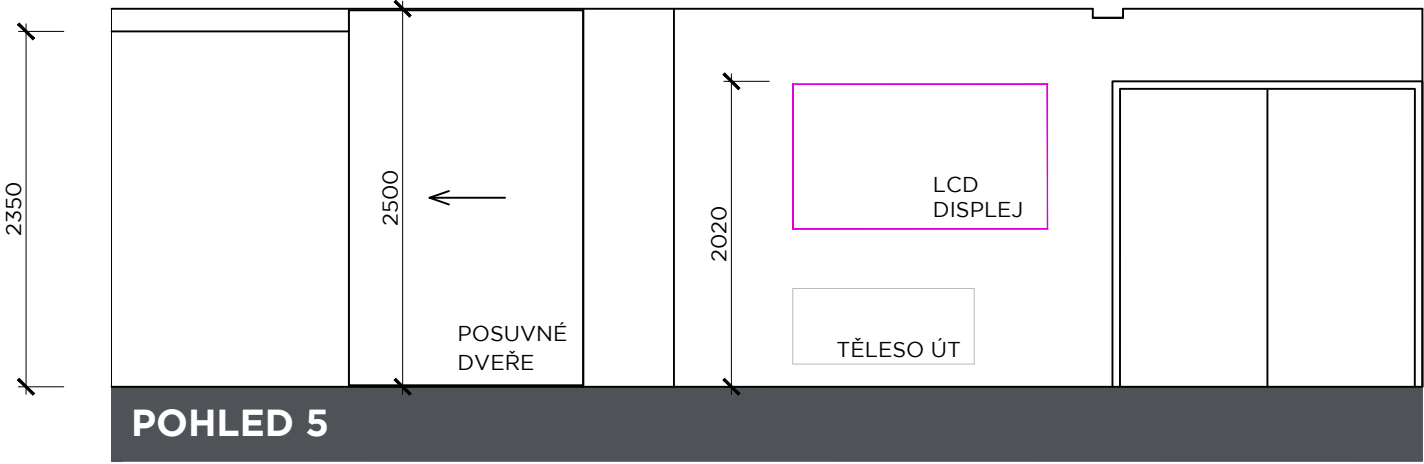 2350
2500
POSUVNÉ
DVEŘE
2020
LCD
DISPLEJ
TĚLESO ÚT
POHLED 5